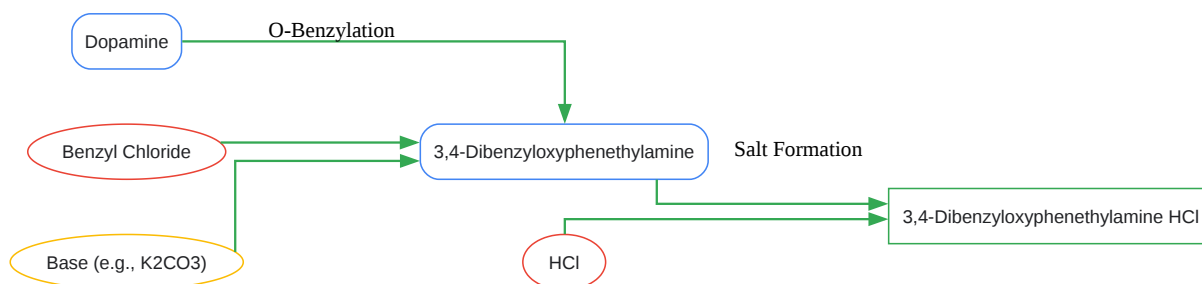 Dopamine
O-Benzylation
Benzyl Chloride
3,4-Dibenzyloxyphenethylamine
Salt Formation
3,4-Dibenzyloxyphenethylamine HCl
Base (e.g., K2CO3)
HCl